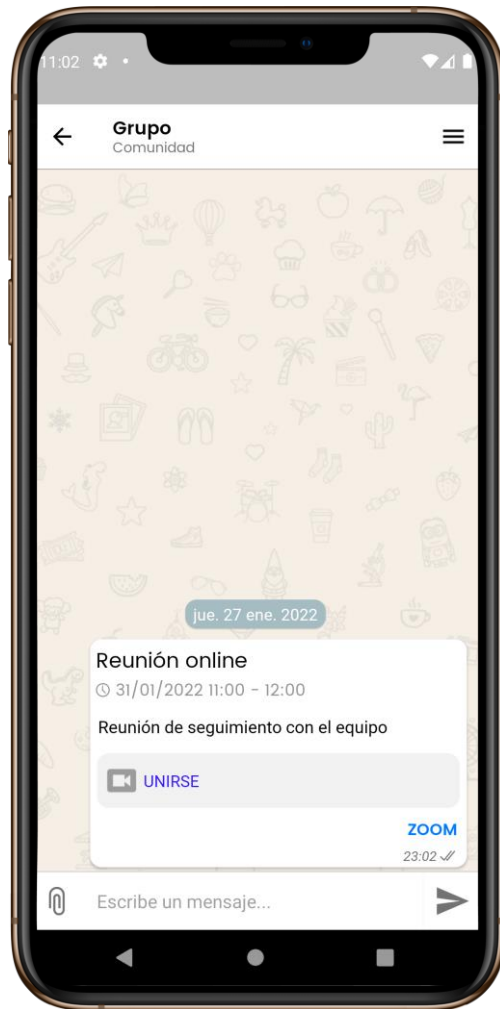 11:02
Grupo
Comunidad
jue. 27 ene. 2022
Reunión online
31/01/2022 11:00 - 12:00
Reunión de seguimiento con el equipo
UNIRSE
ZOOM
23:02
Escribe un mensaje...